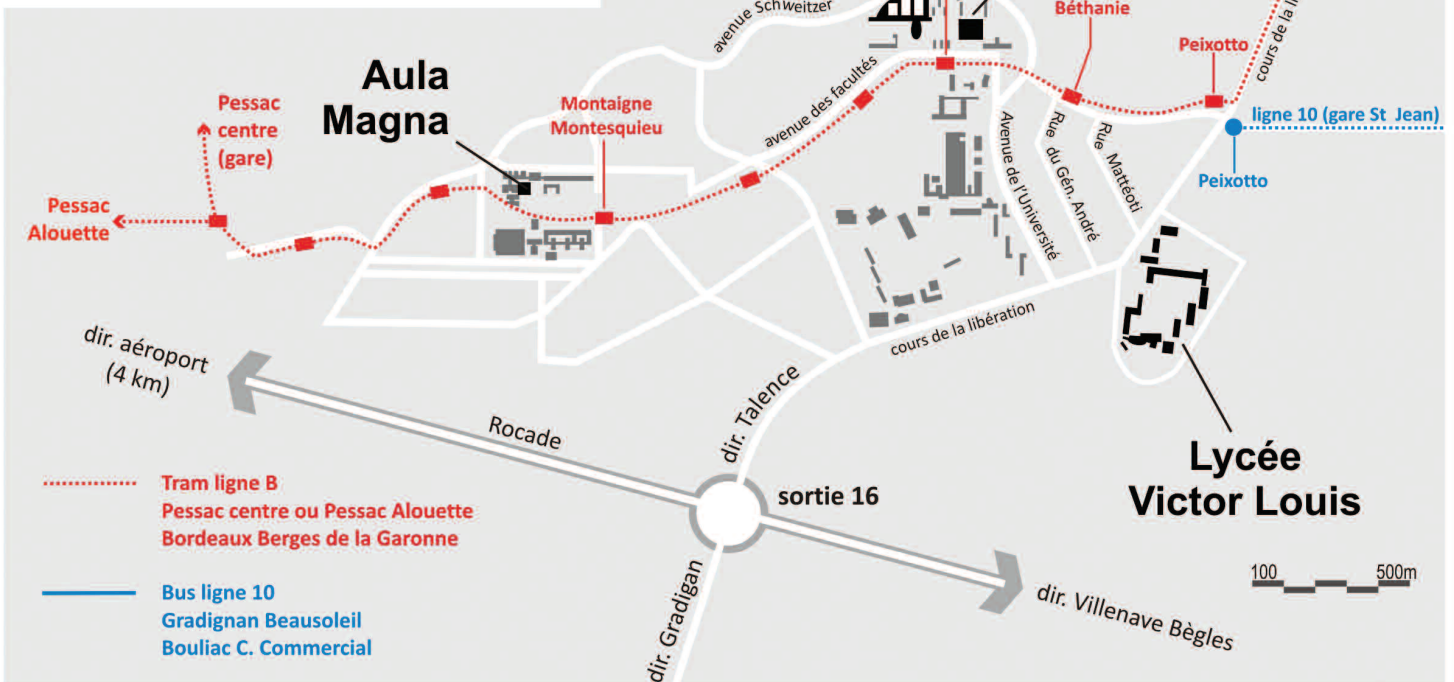 avenue Schweitzer
Béthanie
Peixotto
cours de la
Aula
Magna
Pessac
centre
(gare)
Montaigne
Montesquieu
avenue des facultés
ligne 10 (gare St Jean)
Peixotto
Pessac
Alouette
Avenue de l'Université
Rue du Gén. André
Rue Mattéoti
cours de la libération
dir. aéroport
(4 km)
Rocade
dir. Talence
Lycée
Victor Louis
sortie 16
Tram ligne B
Pessac centre ou Pessac Alouette
Bordeaux Berges de la Garonne
100 500m
Bus ligne 10
Gradignan Beausoleil
Bouliac C. Commercial
dir. Gradigan
dir. Villenave Bègles